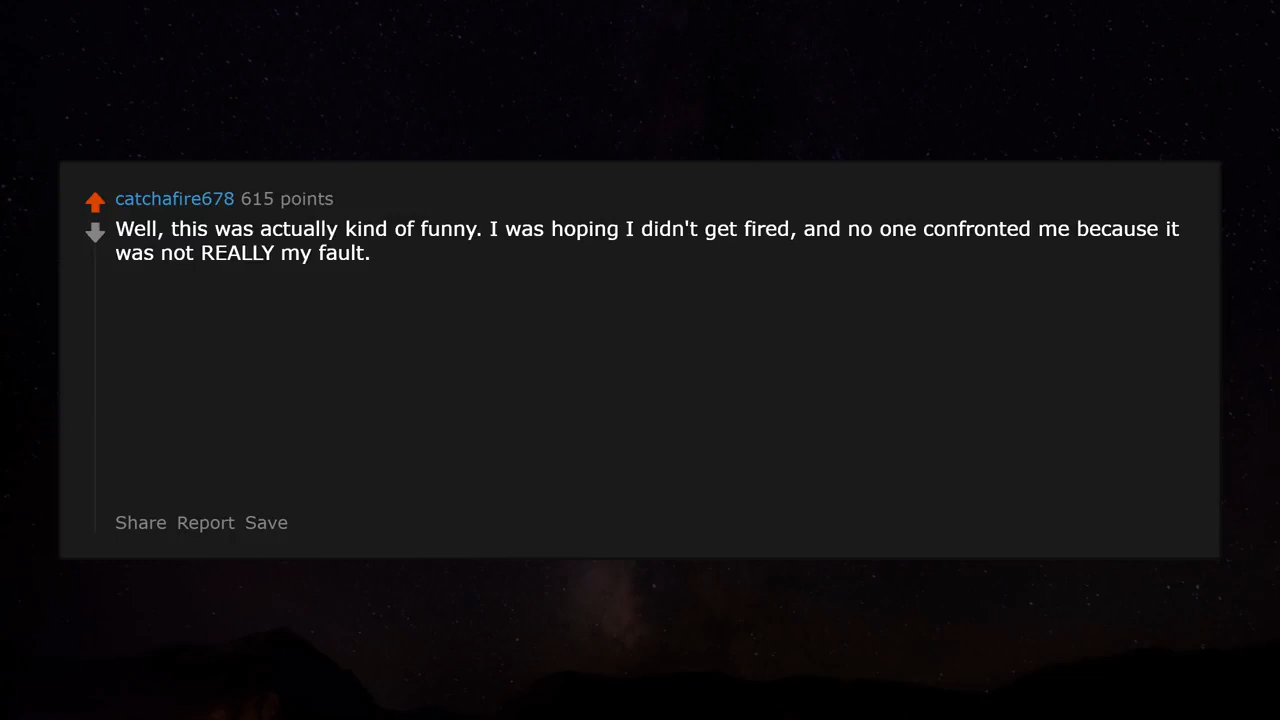 catchafire678 615 points
Well, this was actually kind of funny. I was hoping I didn't get fired, and no one confronted me because it
was not REALLY my fault.
Share Report Save